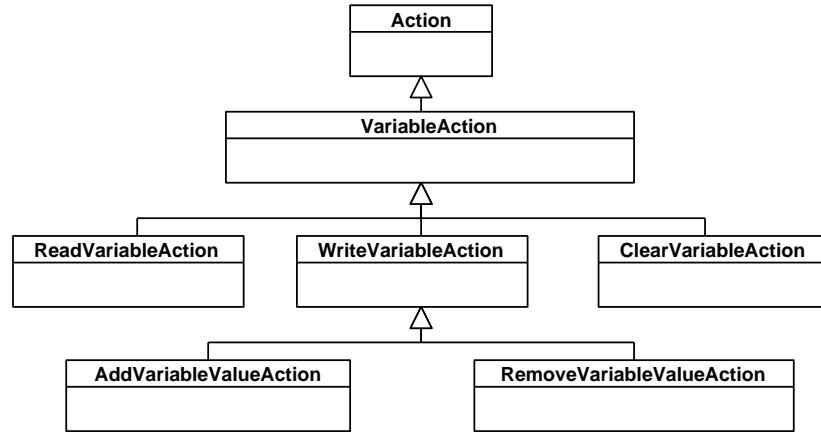 Action
VariableAction
ReadVariableAction
WriteVariableAction
ClearVariableAction
AddVariableValueAction
RemoveVariableValueAction